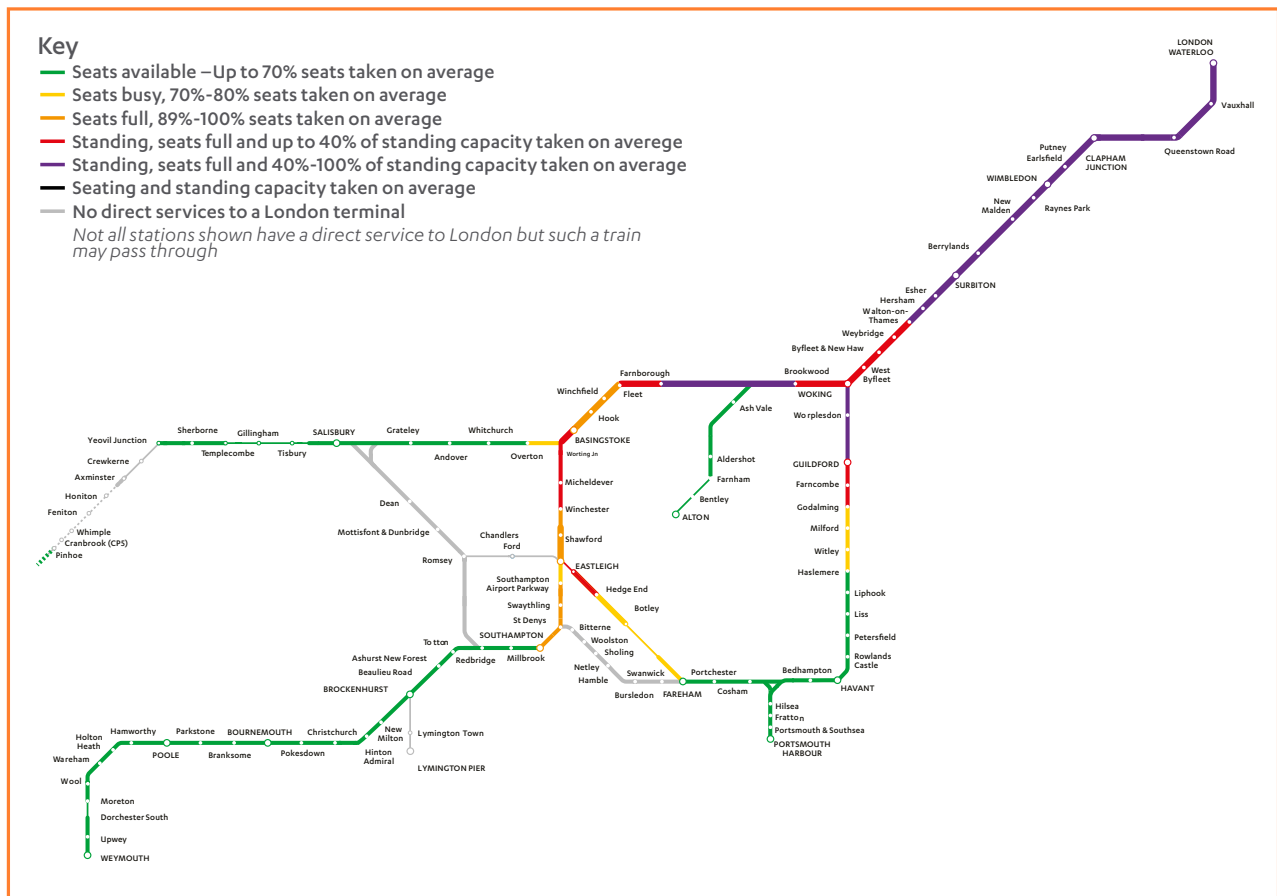 Key
Seats available –Up to 70% seats taken on average
Seats busy, 70%-80% seats taken on average
Seats full, 89%-100% seats taken on average
Standing, seats full and up to 40% of standing capacity taken on averege
Standing, seats full and 40%-100% of standing capacity taken on average
Seating and standing capacity taken on average
No direct services to a London terminal
Not all stations shown have a direct service to London but such a train
may pass through
LONDON
WATERLOO
Vauxhall
Queenstown Road
CLAPHAM
JUNCTION
Putney
Earlsfield
WIMBLEDON
Raynes Park
New
Malden
Berrylands
SURBITON
Esher
Hersham
Walton-on-
Thames
Weybridge
Byfleet & New Haw
West
Byfleet
WOKING
Brookwood
Farnborough
Fleet
Winchfield
Hook
BASINGSTOKE
Worting Jn
Ash Vale
Aldershot
Farnham
Bentley
ALTON
Worplesdon
GUILDFORD
Farncombe
Godalming
Milford
Witley
Haslemere
Liphook
Liss
Petersfield
Rowlands
Castle
HAVANT
Bedhampton
Hilsea
Fratton
Portsmouth & Southsea
PORTSMOUTH
HARBOUR
Cosham
Portchester
FAREHAM
Overton
Whitchurch
Andover
Grateley
SALISBURY
Tisbury
Gillingham
Templecombe
Sherborne
Yeovil Junction
Crewkerne
Axminster
Honiton
Feniton
Whimple
Cranbrook (CP5)
Pinhoe
Dean
Mottisfont & Dunbridge
Romsey
Chandlers
Ford
Micheldever
Winchester
Shawford
EASTLEIGH
Hedge End
Botley
Southampton
Airport Parkway
Swaythling
St Denys
Bitterne
Woolston
Sholing
Netley
Hamble
Bursledon
Swanwick
SOUTHAMPTON
Millbrook
Redbridge
Totton
Ashurst New Forest
Beaulieu Road
BROCKENHURST
Lymington Town
LYMINGTON PIER
New
Milton
Hinton
Admiral
Christchurch
Pokesdown
BOURNEMOUTH
Branksome
Parkstone
POOLE
Hamworthy
Holton
Heath
Wareham
Wool
Moreton
Dorchester South
Upwey
WEYMOUTH